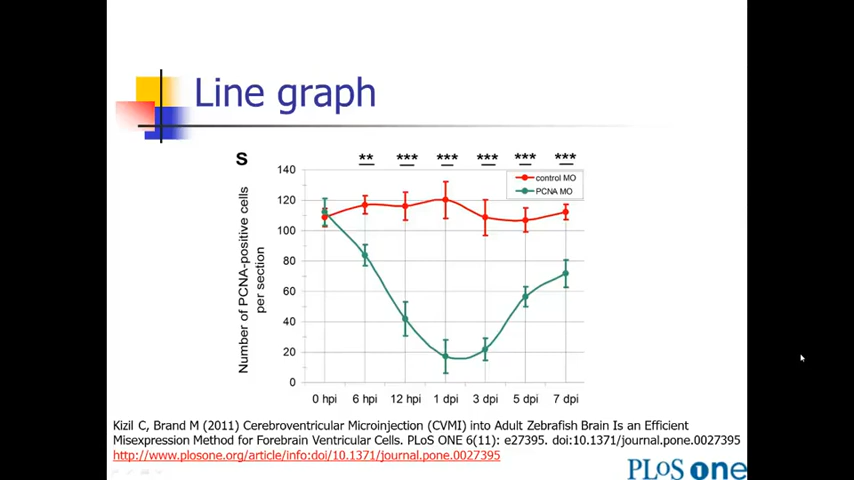 Line graph
S
** *** *** *** *** ***
control MO
PCNA MO
Number of PCNA-positive cells
per section
140
120
100
80
60
40
20
0
0 hpi 6 hpi 12 hpi 1 dpi 3 dpi 5 dpi 7 dpi
Kizil C, Brand M (2011) Cerebroventricular Microinjection (CVMI) into Adult Zebrafish Brain Is an Efficient
Misexpression Method for Forebrain Ventricular Cells. PLoS ONE 6(11): e27395. doi:10.1371/journal.pone.0027395
http://www.plosone.org/article/info:doi/10.1371/journal.pone.0027395
PLoS one